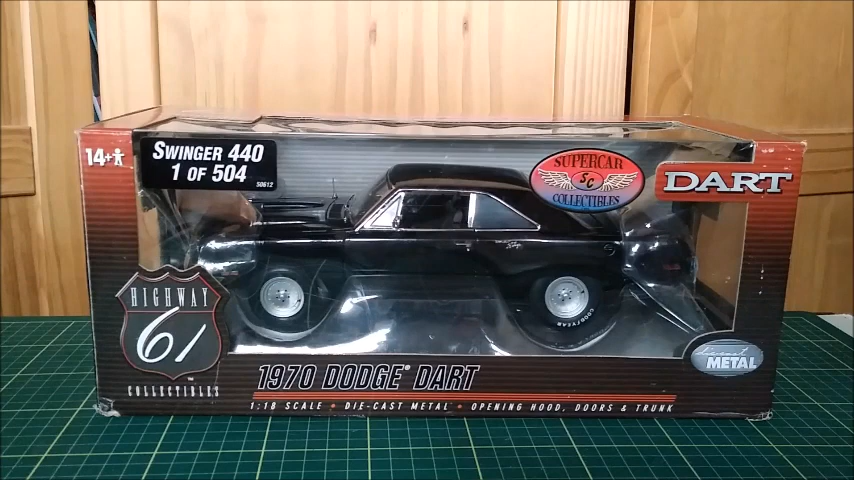 14+
SWINGER 440
1 OF 504
50612
SUPERCAR
SC
COLLECTIBLES
DART
HIGHWAY
61
COLLECTIBLES
GOODYEAR
METAL
1970 DODGE® DART
1:18 SCALE • DIE-CAST METAL • OPENING HOOD, DOORS & TRUNK